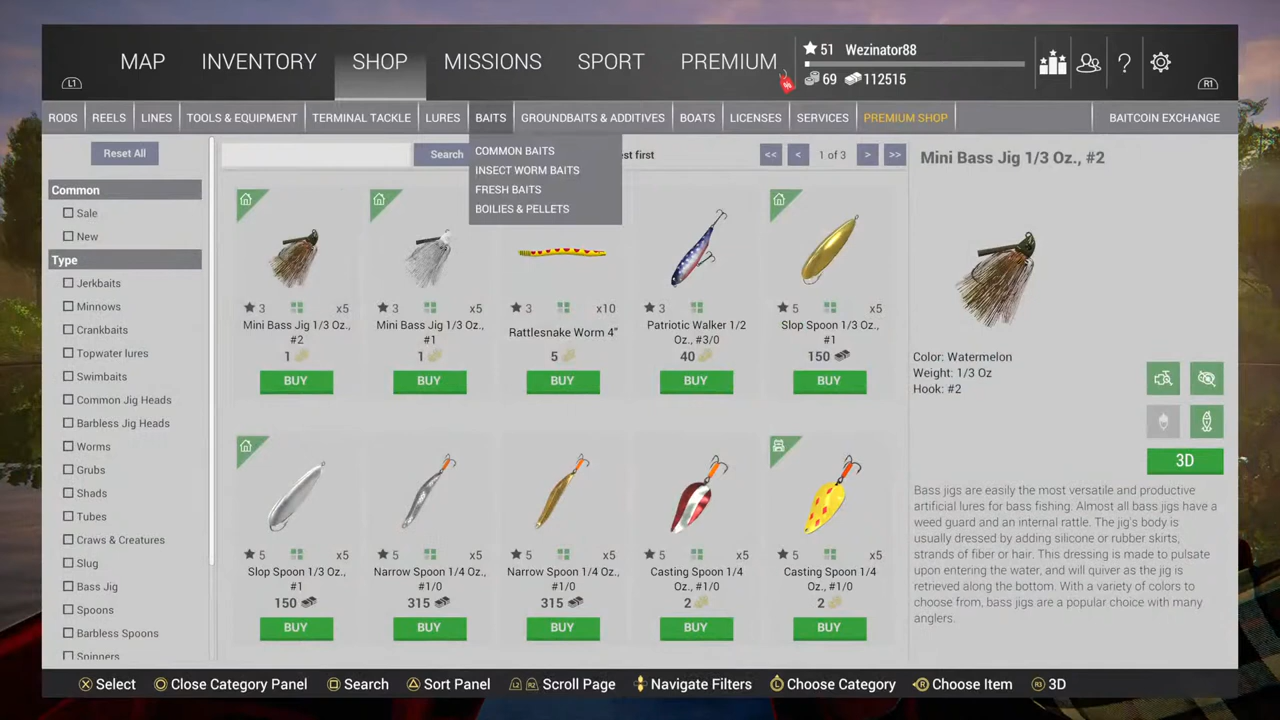 MAP INVENTORY SHOP MISSIONS SPORT PREMIUM
51 Wezinator88
69 112515
L1
R1
RODS REELS LINES TOOLS & EQUIPMENT TERMINAL TACKLE LURES BAITS GROUNDBAITS & ADDITIVES BOATS LICENSES SERVICES PREMIUM SHOP BAITCOIN EXCHANGE
COMMON BAITS
INSECT WORM BAITS
FRESH BAITS
BOILIES & PELLETS
Reset All
Search
est first
<< < 1 of 3 > >>
Common
Sale
New
Type
Jerkbaits
Minnows
Crankbaits
Topwater lures
Swimbaits
Common Jig Heads
Barbless Jig Heads
Worms
Grubs
Shads
Tubes
Craws & Creatures
Slug
Bass Jig
Spoons
Barbless Spoons
Spinners
3 x5
Mini Bass Jig 1/3 Oz.,
#2
1
BUY
3 x5
Mini Bass Jig 1/3 Oz.,
#1
1
BUY
3 x10
Rattlesnake Worm 4"
5
BUY
3
Patriotic Walker 1/2
Oz., #3/0
40
BUY
5 x5
Slop Spoon 1/3 Oz.,
#1
150
BUY
5 x5
Slop Spoon 1/3 Oz.,
#1
150
BUY
5 x5
Narrow Spoon 1/4 Oz.,
#1/0
315
BUY
5 x5
Narrow Spoon 1/4 Oz.,
#1/0
315
BUY
5 x5
Casting Spoon 1/4
Oz., #1/0
2
BUY
5 x5
Casting Spoon 1/4
Oz., #1/0
2
BUY
Mini Bass Jig 1/3 Oz., #2
Color: Watermelon
Weight: 1/3 Oz
Hook: #2
3D
Bass jigs are easily the most versatile and productive
artificial lures for bass fishing. Almost all bass jigs have a
weed guard and an internal rattle. The jig's body is
usually dressed by adding silicone or rubber skirts,
strands of fiber or hair. This dressing is made to pulsate
upon entering the water, and will quiver as the jig is
retrieved along the bottom. With a variety of colors to
choose from, bass jigs are a popular choice with many
anglers.
Select Close Category Panel Search Sort Panel L2 R2 Scroll Page Navigate Filters L Choose Category R Choose Item R3 3D